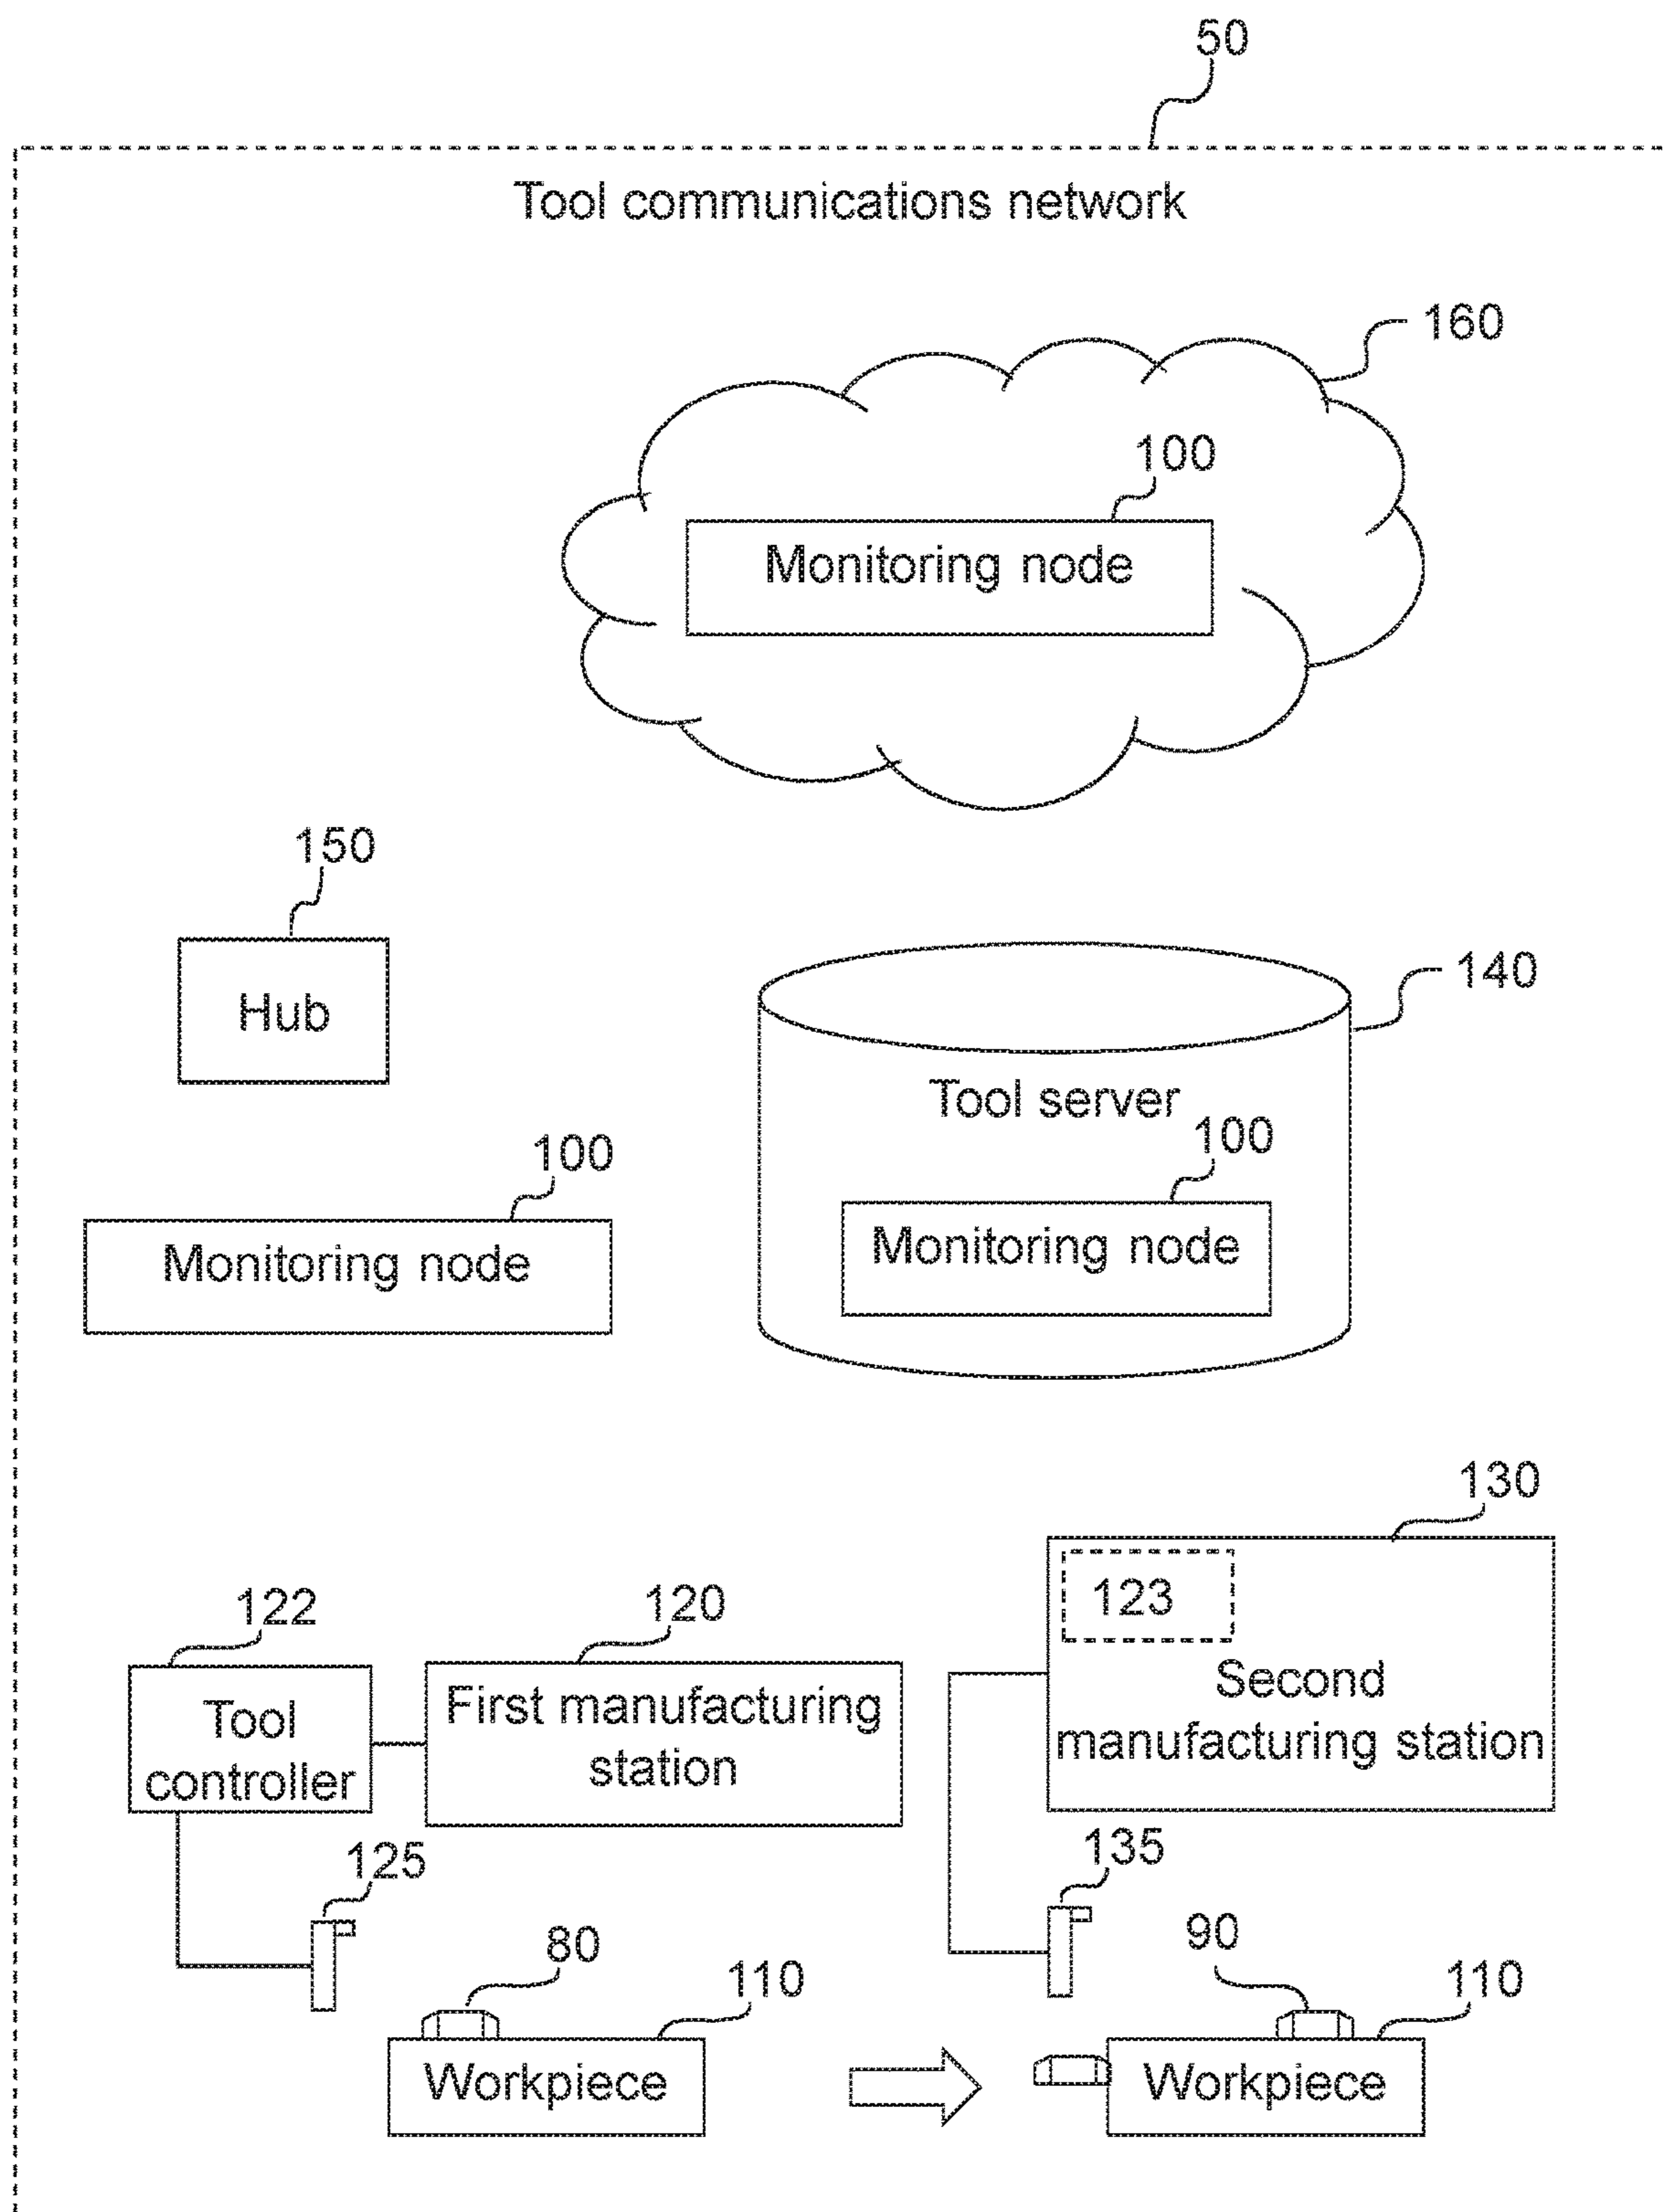 50
Tool communications network
160
100
Monitoring node
150
Hub
140
Tool server
100
Monitoring node
100
Monitoring node
130
123
Second
manufacturing station
122
Tool
controller
120
First manufacturing
station
125
135
80
110
Workpiece
90
110
Workpiece